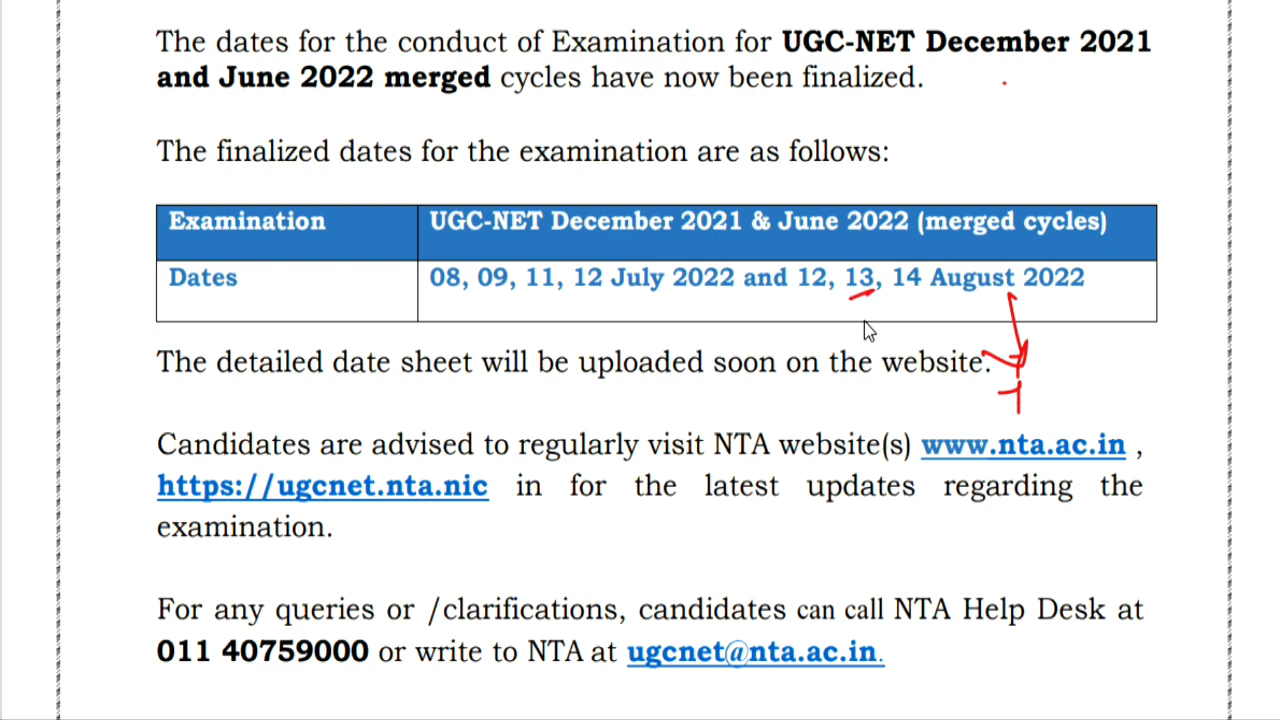 The dates for the conduct of Examination for UGC-NET December 2021
and June 2022 merged cycles have now been finalized.
The finalized dates for the examination are as follows:
Examination UGC-NET December 2021 & June 2022 (merged cycles)
Dates 08, 09, 11, 12 July 2022 and 12, 13, 14 August 2022
The detailed date sheet will be uploaded soon on the website.
Candidates are advised to regularly visit NTA website(s) www.nta.ac.in ,
https://ugcnet.nta.nic in for the latest updates regarding the
examination.
For any queries or /clarifications, candidates can call NTA Help Desk at
011 40759000 or write to NTA at ugcnet@nta.ac.in.